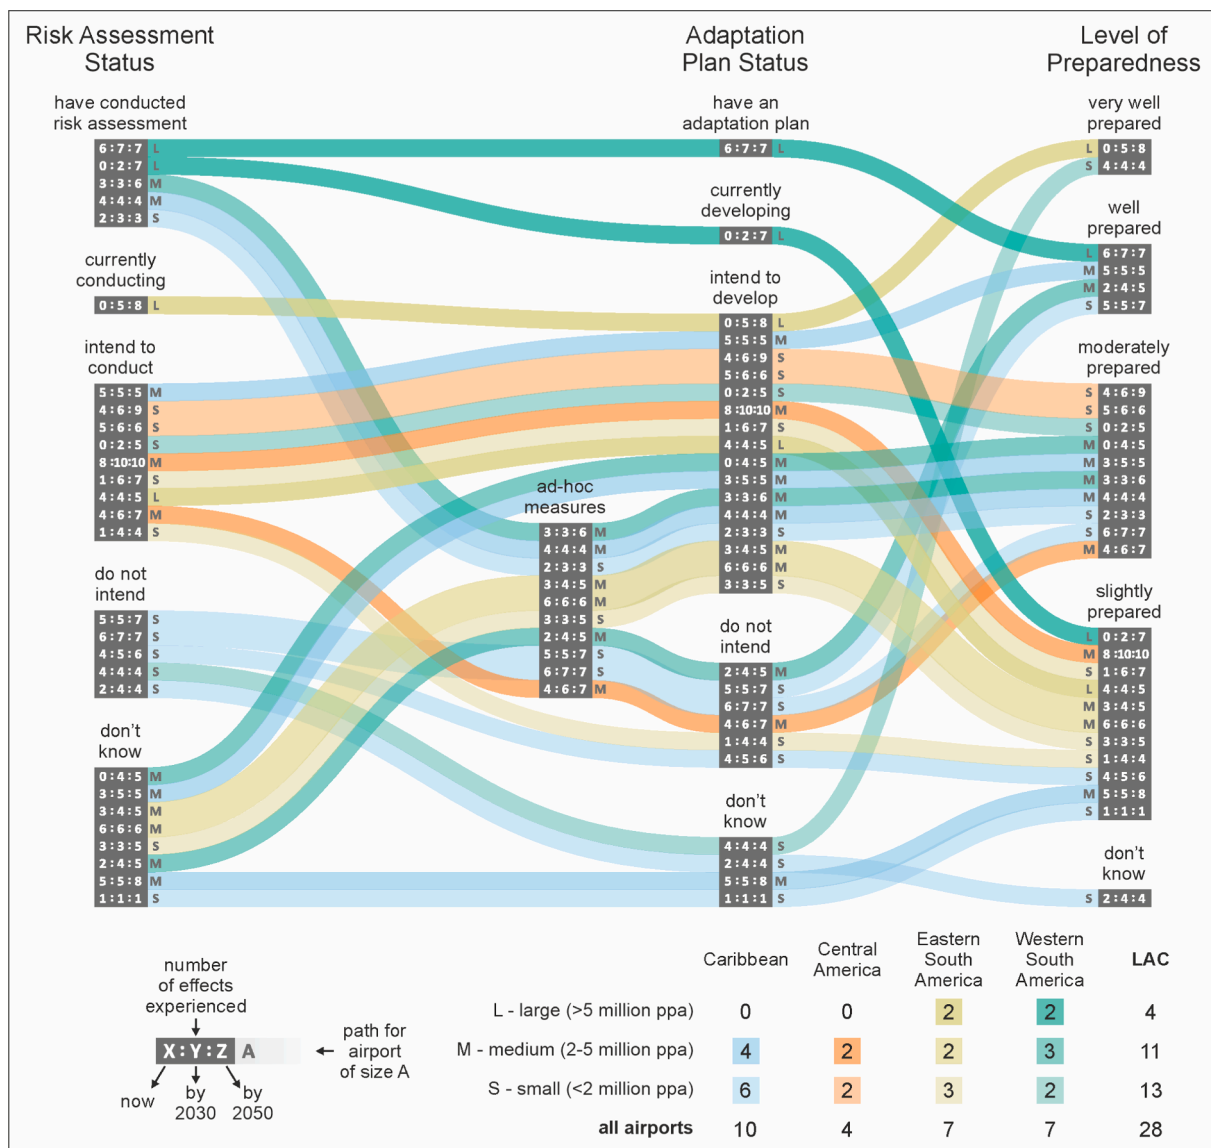 Risk Assessment
Status
Adaptation
Plan Status
Level of
Preparedness
have conducted
risk assessment
6:7:7 L
0:2:7 L
3:3:6 M
4:4:4 M
2:3:3 S
currently
conducting
0:5:8 L
intend to
conduct
5:5:5 M
4:6:9 S
5:6:6 S
0:2:5 S
8:10:10 M
1:6:7 S
4:4:5 L
4:6:7 M
1:4:4 S
do not
intend
5:5:7 S
6:7:7 S
4:5:6 S
4:4:4 S
2:4:4 S
don't
know
0:4:5 M
3:5:5 M
3:4:5 M
6:6:6 M
3:3:5 S
2:4:5 M
5:5:8 M
1:1:1 S
ad-hoc
measures
3:3:6 M
4:4:4 M
2:3:3 S
3:4:5 M
6:6:6 M
3:3:5 S
2:4:5 M
5:5:7 S
6:7:7 S
4:6:7 M
have an
adaptation plan
6:7:7 L
currently
developing
0:2:7 L
intend to
develop
0:5:8 L
5:5:5 M
4:6:9 S
5:6:6 S
0:2:5 S
8:10:10 M
1:6:7 S
4:4:5 L
0:4:5 M
3:5:5 M
3:3:6 M
4:4:4 M
2:3:3 S
3:4:5 M
6:6:6 M
3:3:5 S
do not
intend
2:4:5 M
5:5:7 S
6:7:7 S
4:6:7 M
1:4:4 S
4:5:6 S
don't
know
4:4:4 S
2:4:4 S
5:5:8 M
1:1:1 S
very well
prepared
L 0:5:8
S 4:4:4
well
prepared
L 6:7:7
M 5:5:5
M 2:4:5
S 5:5:7
moderately
prepared
S 4:6:9
S 5:6:6
S 0:2:5
M 0:4:5
M 3:5:5
M 3:3:6
M 4:4:4
S 2:3:3
S 6:7:7
M 4:6:7
slightly
prepared
L 0:2:7
M 8:10:10
S 1:6:7
L 4:4:5
M 3:4:5
M 6:6:6
S 3:3:5
S 1:4:4
S 4:5:6
M 5:5:8
S 1:1:1
don't
know
S 2:4:4
number
of effects
experienced
X:Y:Z A
path for
airport
of size A
now
by
2030
by
2050
Caribbean
Central
America
Eastern
South
America
Western
South
America
LAC
L - large (>5 million ppa) 0 0 2 2 4
M - medium (2-5 million ppa) 4 2 2 3 11
S - small (<2 million ppa) 6 2 3 2 13
all airports 10 4 7 7 28